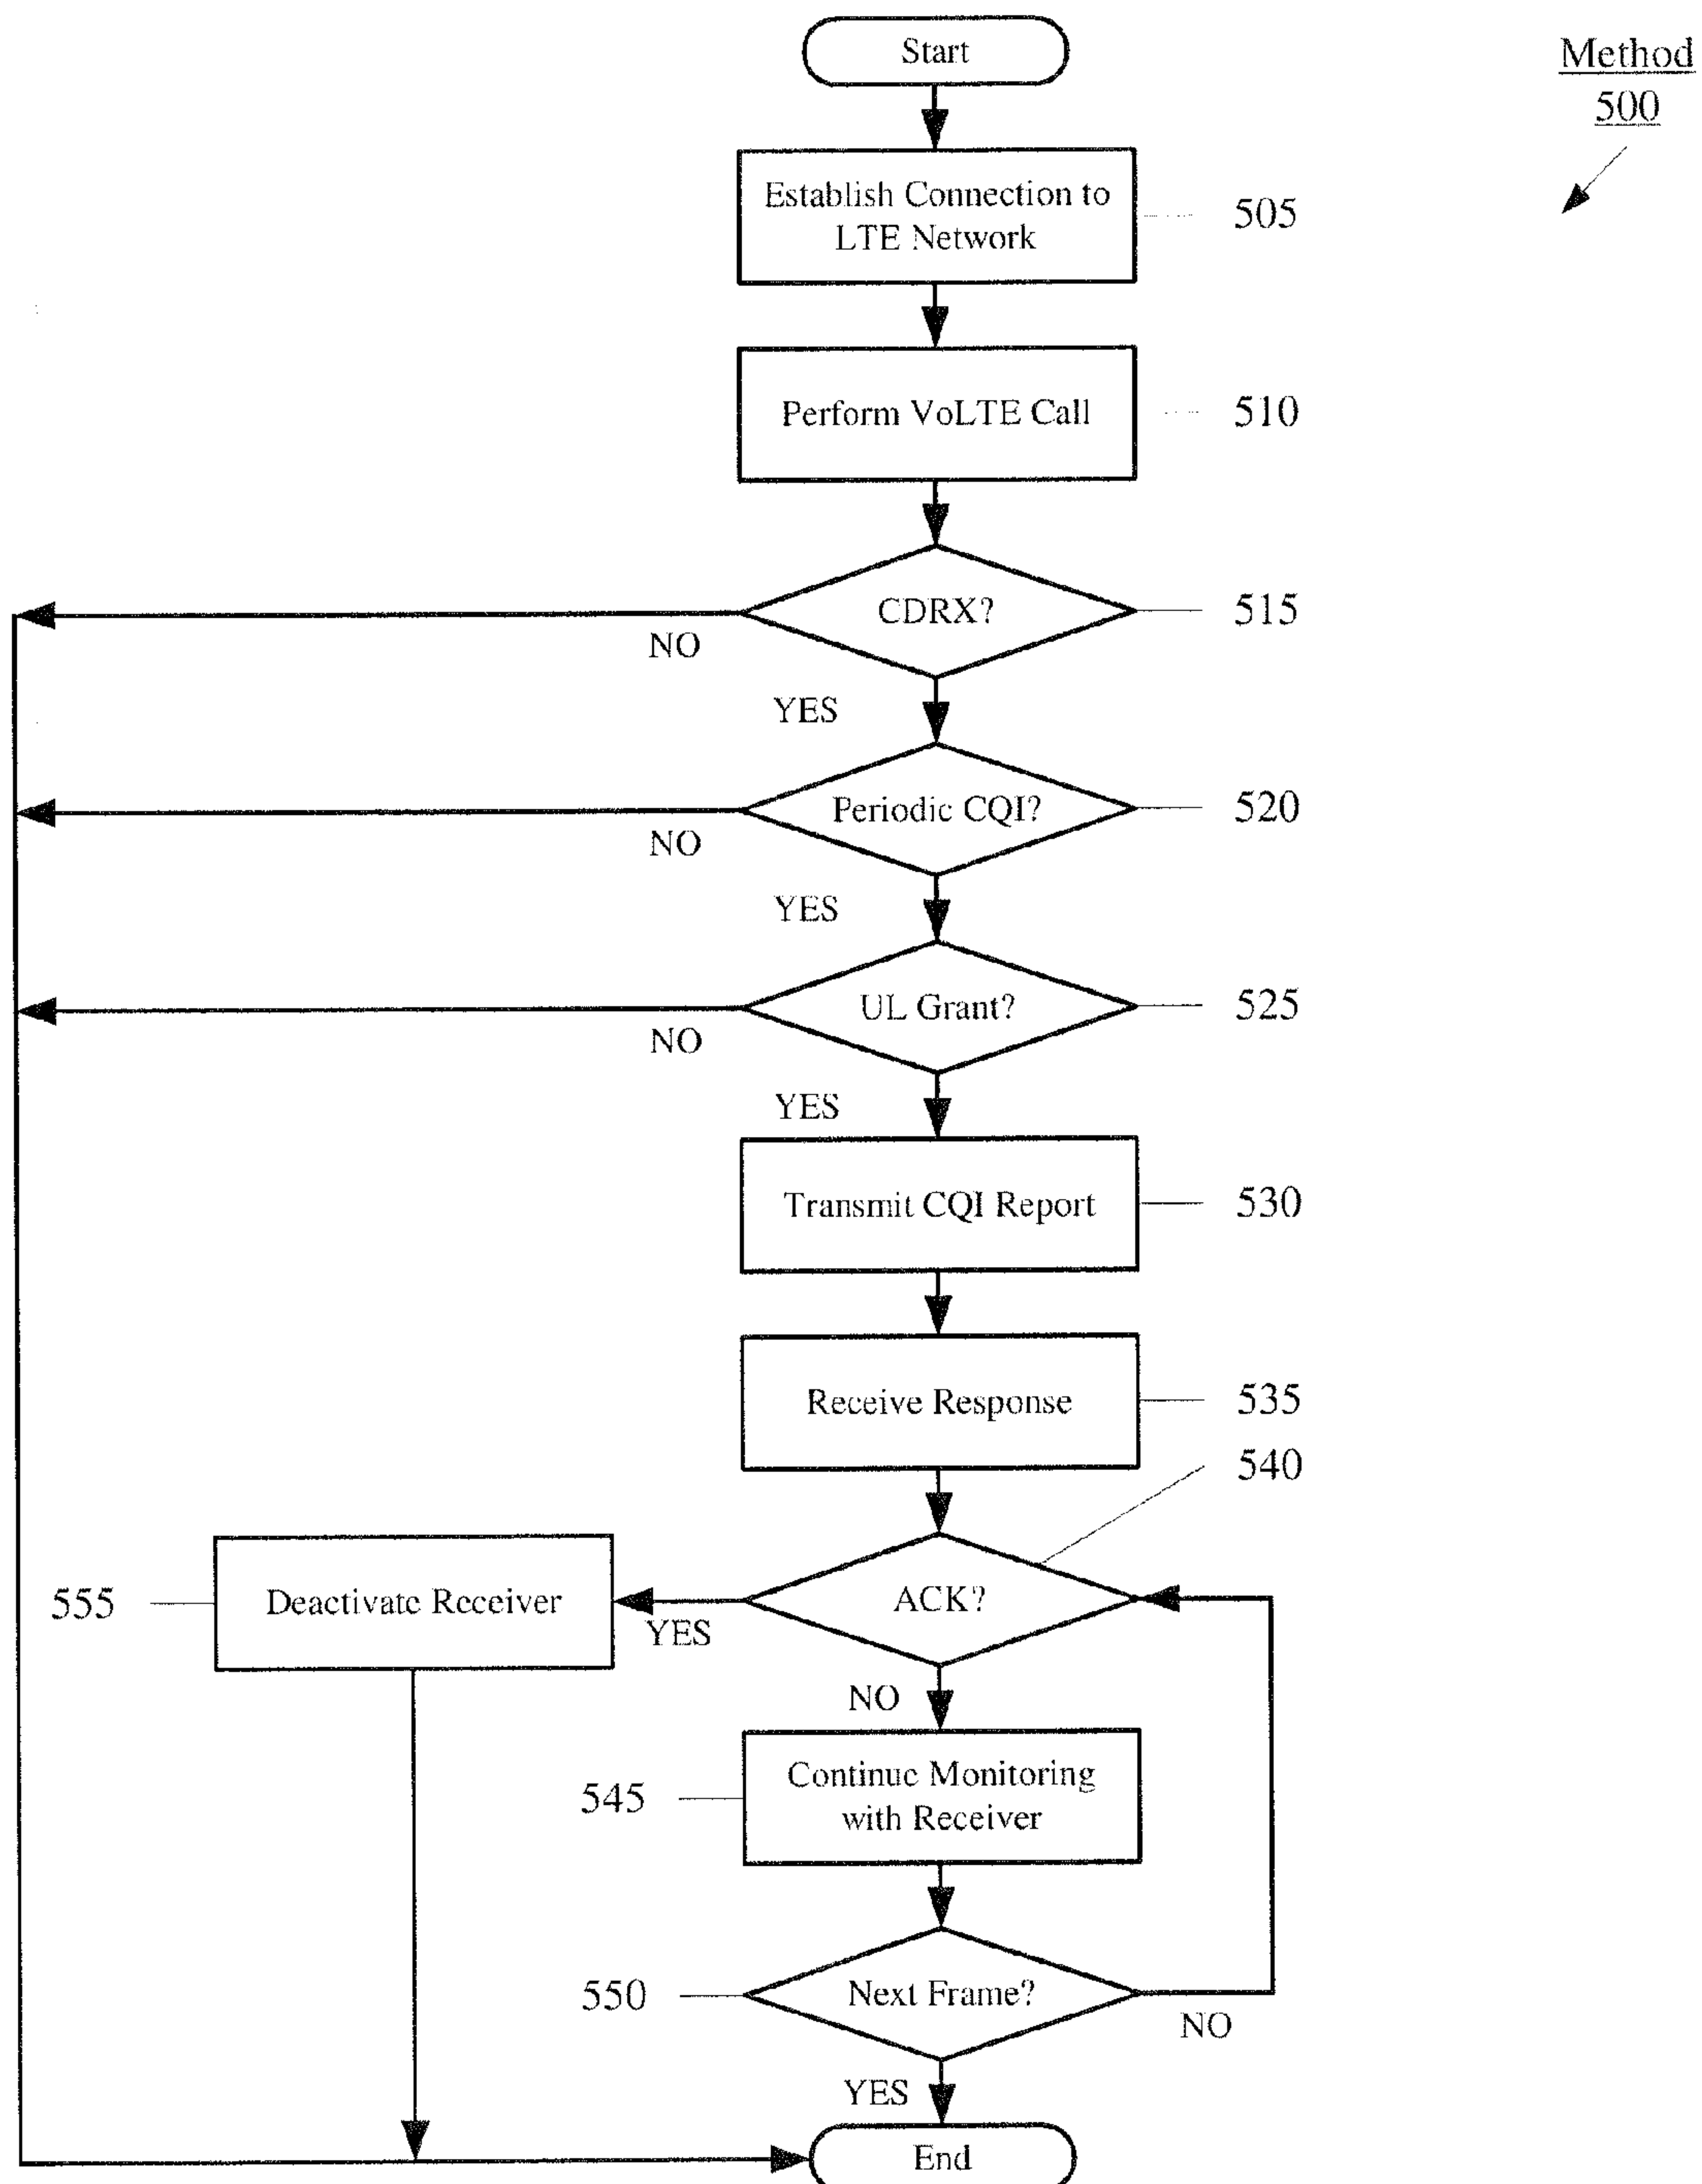 Start
Method
500
Establish Connection to
LTE Network
505
Perform VoLTE Call
510
CDRX?
515
NO
YES
Periodic CQI?
520
NO
YES
UL Grant?
525
NO
YES
Transmit CQI Report
530
Receive Response
535
540
555
Deactivate Receiver
ACK?
YES
NO
545
Continue Monitoring
with Receiver
550
Next Frame?
NO
YES
End